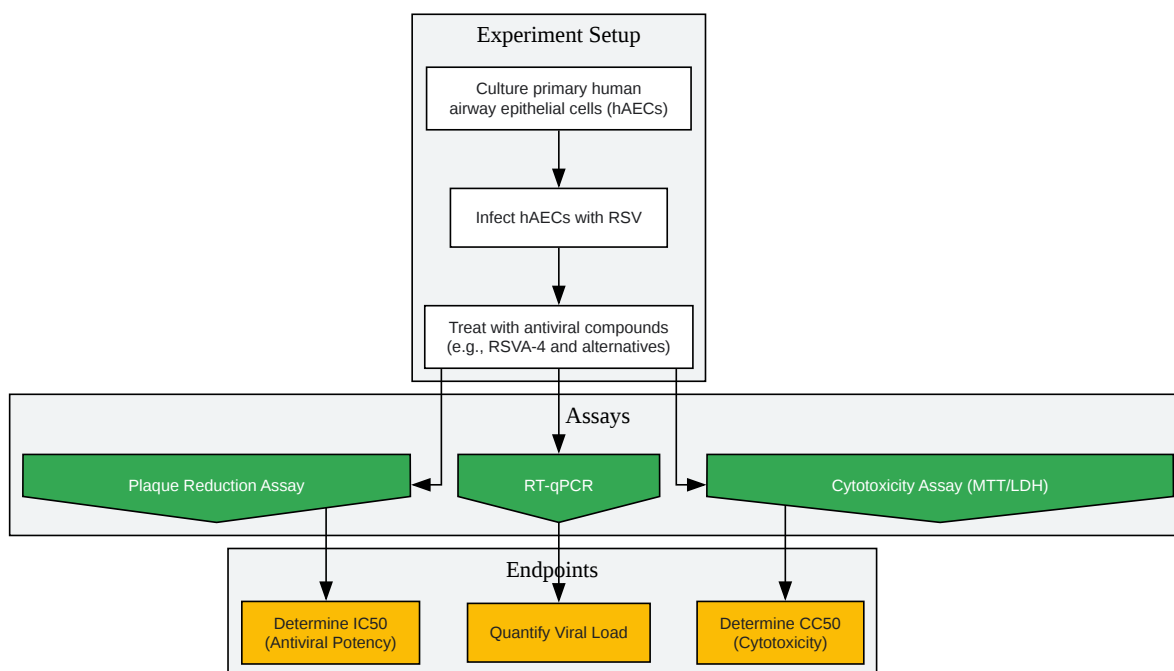 Experiment Setup
Culture primary human
airway epithelial cells (hAECs)
Infect hAECs with RSV
Treat with antiviral compounds
(e.g., RSVA-4 and alternatives)
Assays
Plaque Reduction Assay
RT-qPCR
Cytotoxicity Assay (MTT/LDH)
Endpoints
Determine IC50
(Antiviral Potency)
Quantify Viral Load
Determine CC50
(Cytotoxicity)